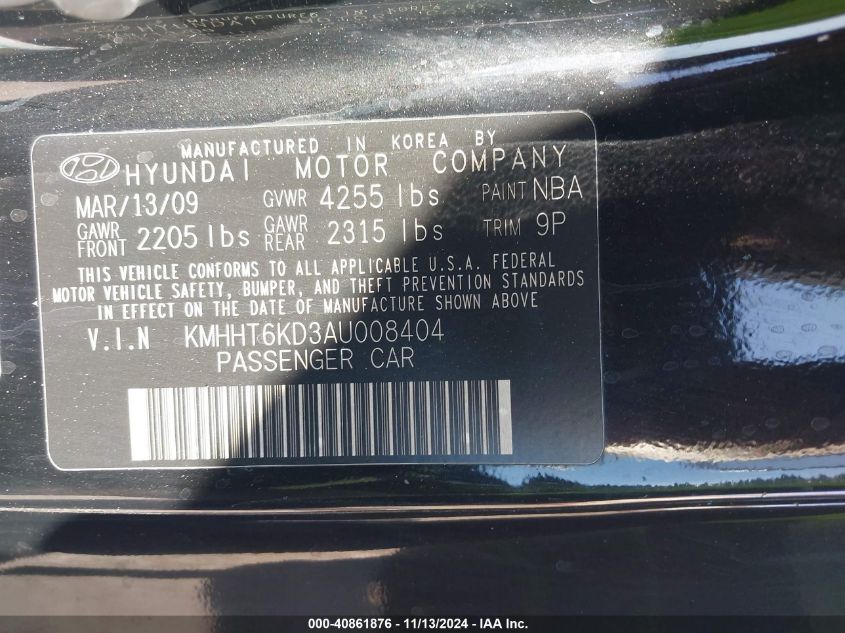 MANUFACTURED IN KOREA BY
HYUNDAI MOTOR COMPANY
MAR/13/09 GVWR 4255 lbs PAINT NBA
GAWR FRONT 2205 lbs GAWR REAR 2315 lbs TRIM 9P
THIS VEHICLE CONFORMS TO ALL APPLICABLE U.S.A. FEDERAL
MOTOR VEHICLE SAFETY, BUMPER, AND THEFT PREVENTION STANDARDS
IN EFFECT ON THE DATE OF MANUFACTURE SHOWN ABOVE
V.I.N KMHHT6KD3AU008404
PASSENGER CAR
000-40861876 - 11/13/2024 - IAA Inc.